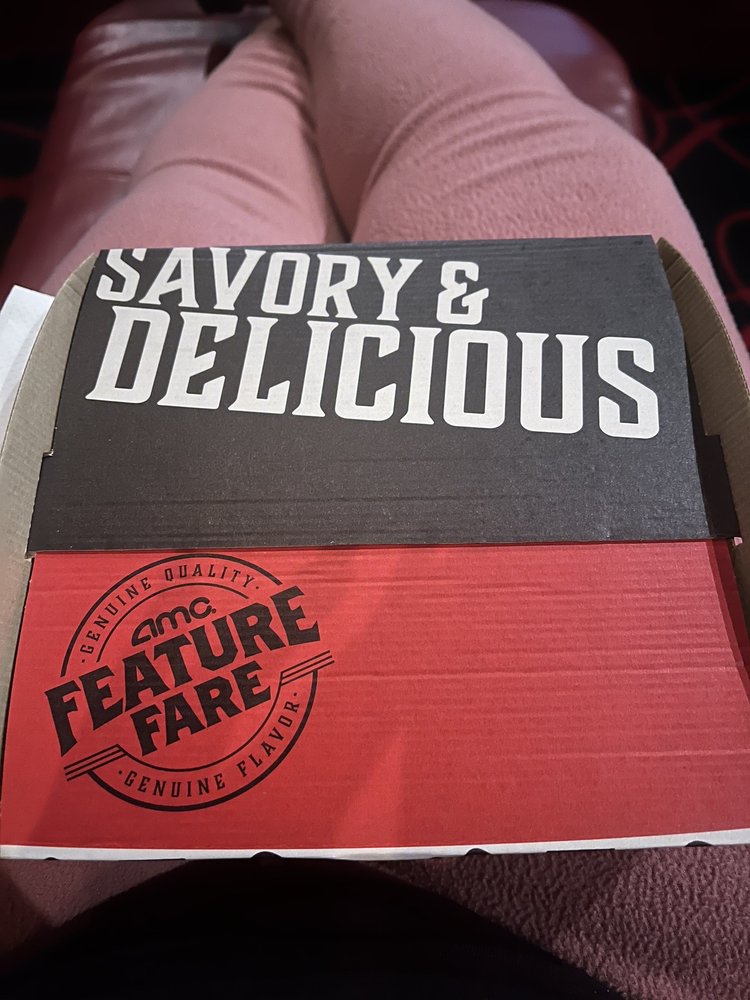 SAVORY &
DELICIOUS
· GENUINE QUALITY ·
amc
FEATURE
FARE
· GENUINE FLAVOR ·